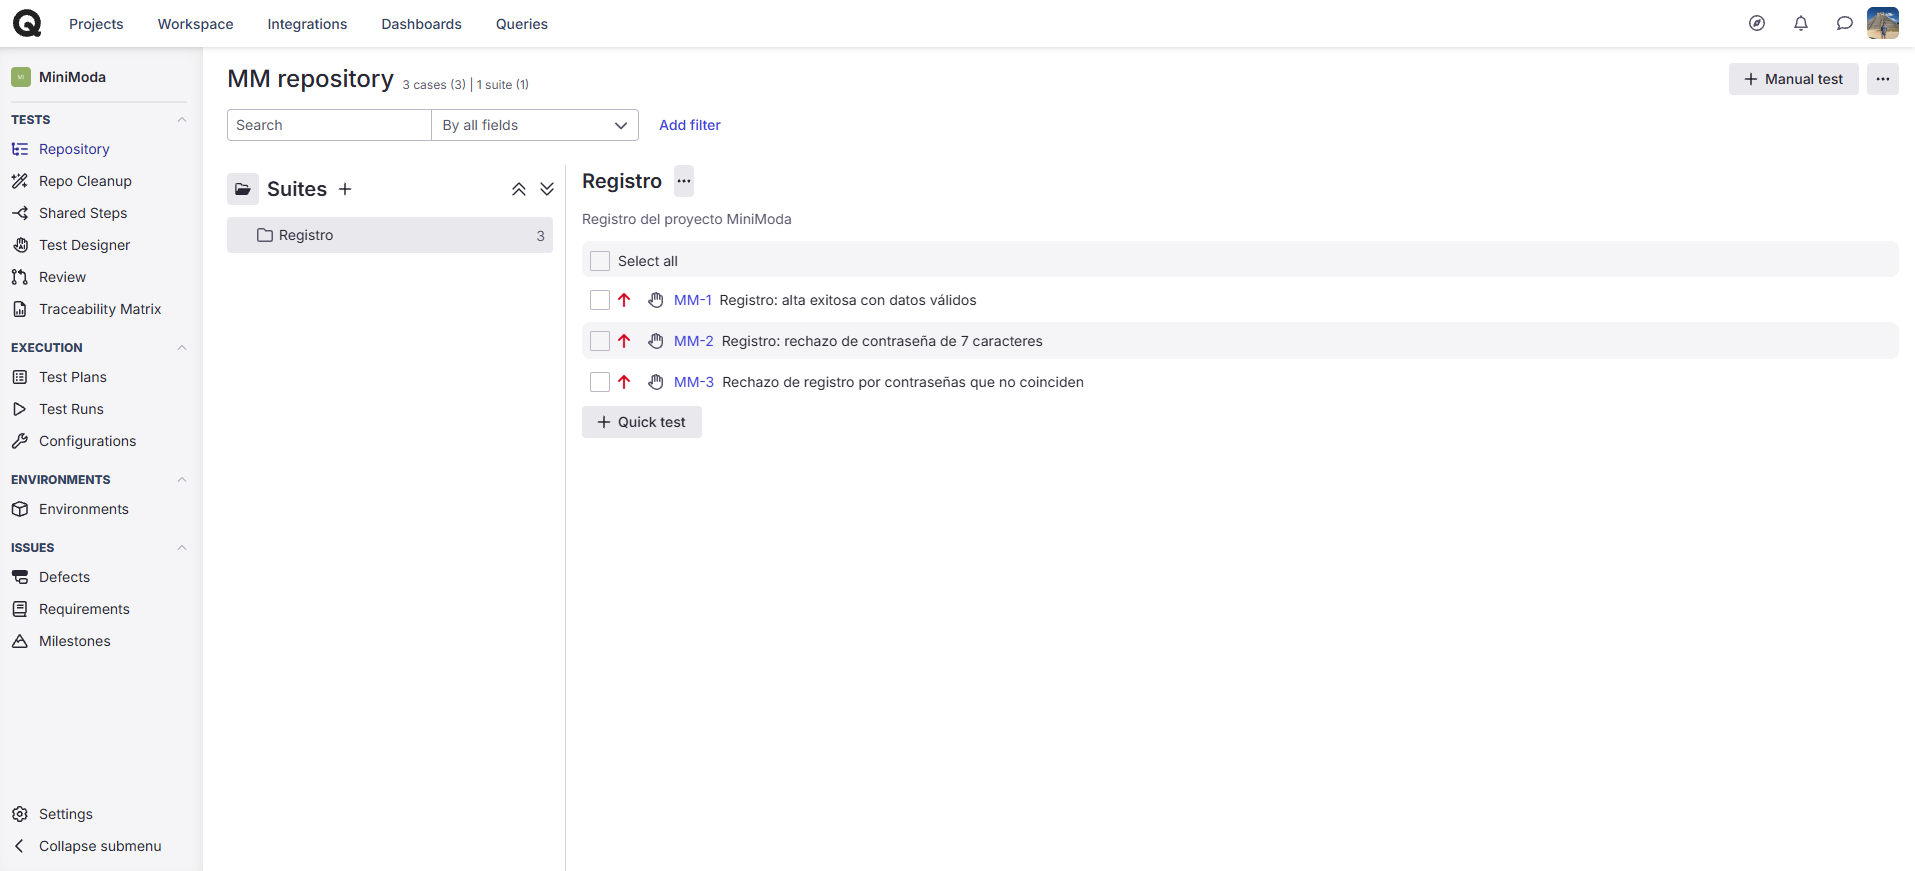 Projects Workspace Integrations Dashboards Queries
MiniModa
TESTS
Repository
Repo Cleanup
Shared Steps
Test Designer
Review
Traceability Matrix
EXECUTION
Test Plans
Test Runs
Configurations
ENVIRONMENTS
Environments
ISSUES
Defects
Requirements
Milestones
Settings
Collapse submenu
MM repository 3 cases (3) | 1 suite (1)
+ Manual test
Search By all fields Add filter
Suites +
Registro 3
Registro
Registro del proyecto MiniModa
Select all
MM-1 Registro: alta exitosa con datos válidos
MM-2 Registro: rechazo de contraseña de 7 caracteres
MM-3 Rechazo de registro por contraseñas que no coinciden
+ Quick test